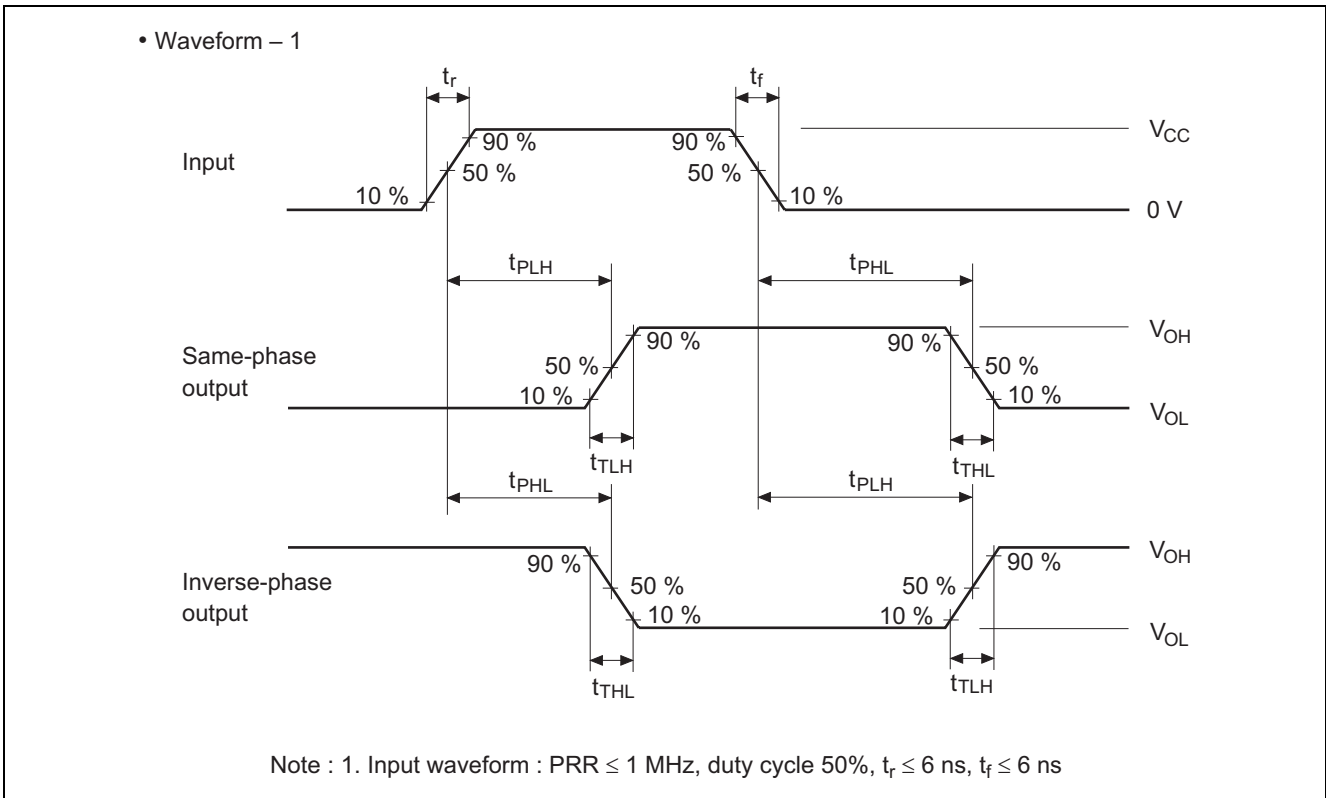 • Waveform – 1
tr
tf
Input
10 %
50 %
90 %
90 %
50 %
10 %
VCC
0 V
tPLH
tPHL
Same-phase
output
10 %
50 %
90 %
90 %
50 %
10 %
VOH
VOL
tTLH
tTHL
tPHL
tPLH
Inverse-phase
output
90 %
50 %
10 %
10 %
50 %
90 %
VOH
VOL
tTHL
tTLH
Note : 1. Input waveform : PRR ≤ 1 MHz, duty cycle 50%, tr ≤ 6 ns, tf ≤ 6 ns